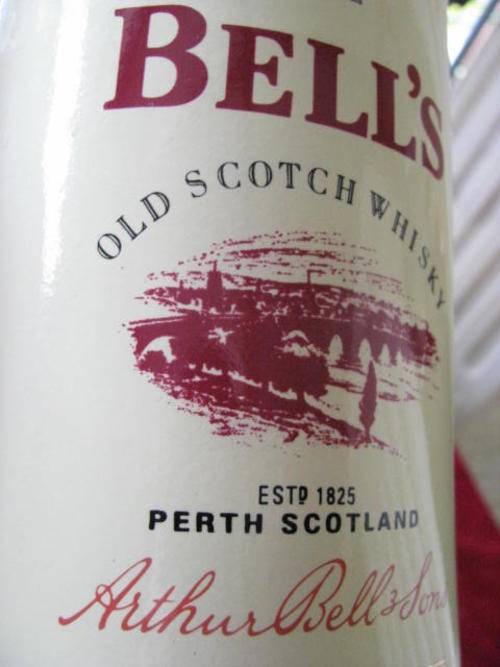 BELL'S
OLD SCOTCH WHISKY
ESTD 1825
PERTH SCOTLAND
Arthur Bell & Sons